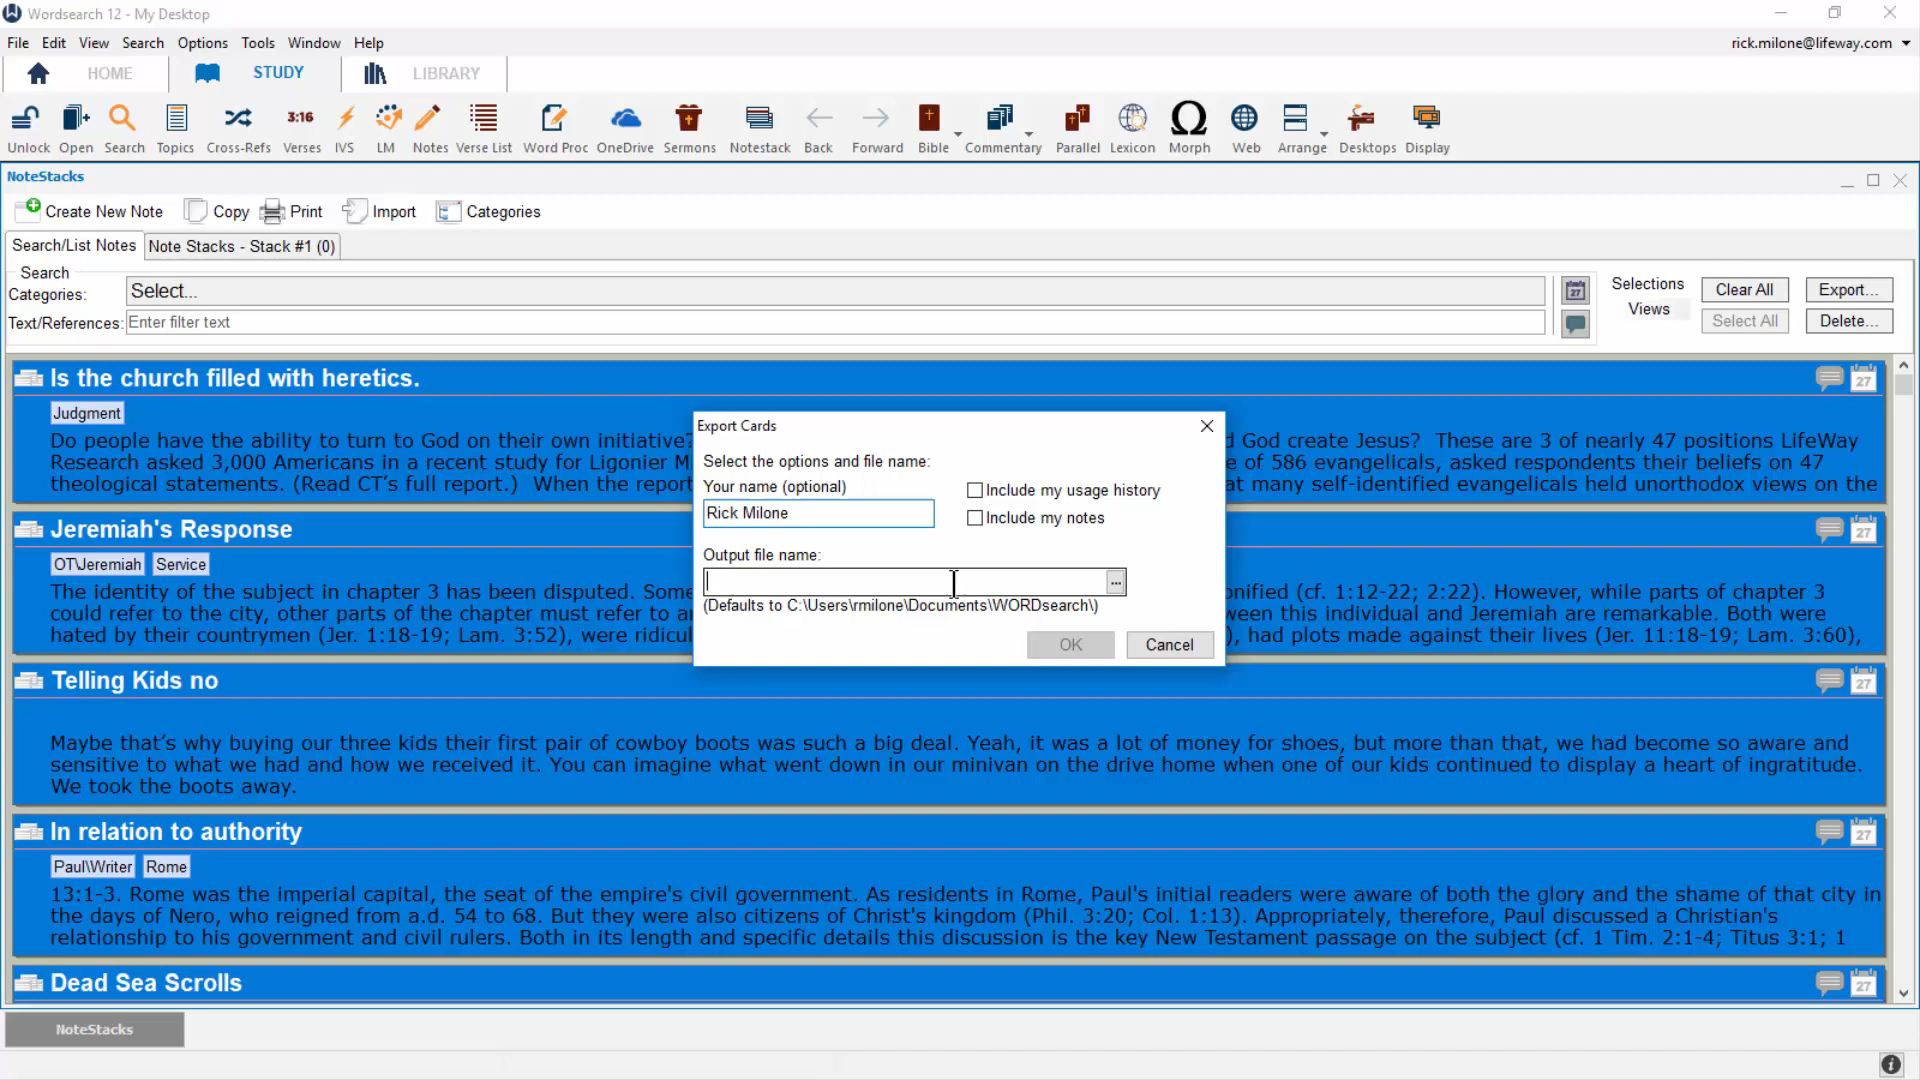 Wordsearch 12 - My Desktop
File Edit View Search Options Tools Window Help
rick.milone@lifeway.com
HOME STUDY LIBRARY
3:16
Unlock Open Search Topics Cross-Refs Verses IVS LM Notes Verse List Word Proc OneDrive Sermons Notestack Back Forward Bible Commentary Parallel Lexicon Morph Web Arrange Desktops Display
NoteStacks
Create New Note Copy Print Import Categories
Search/List Notes Note Stacks - Stack #1 (0)
Search
Categories: Select... 27 Selections Clear All Export...
Views
Text/References: Enter filter text Select All Delete...
Is the church filled with heretics. 27
Judgment
Do people have the ability to turn to God on their own initiative? d God create Jesus? These are 3 of nearly 47 positions LifeWay
Research asked 3,000 Americans in a recent study for Ligonier M e of 586 evangelicals, asked respondents their beliefs on 47
theological statements. (Read CT's full report.) When the report at many self-identified evangelicals held unorthodox views on the
Export Cards
Select the options and file name:
Your name (optional)
Rick Milone
Include my usage history
Include my notes
Output file name:
...
(Defaults to C:\Users\rmilone\Documents\WORDsearch\)
OK Cancel
Jeremiah's Response 27
OT\Jeremiah Service
The identity of the subject in chapter 3 has been disputed. Some onified (cf. 1:12-22; 2:22). However, while parts of chapter 3
could refer to the city, other parts of the chapter must refer to an ween this individual and Jeremiah are remarkable. Both were
hated by their countrymen (Jer. 1:18-19; Lam. 3:52), were ridicul ), had plots made against their lives (Jer. 11:18-19; Lam. 3:60),
Telling Kids no 27
Maybe that's why buying our three kids their first pair of cowboy boots was such a big deal. Yeah, it was a lot of money for shoes, but more than that, we had become so aware and
sensitive to what we had and how we received it. You can imagine what went down in our minivan on the drive home when one of our kids continued to display a heart of ingratitude.
We took the boots away.
In relation to authority 27
Paul\Writer Rome
13:1-3. Rome was the imperial capital, the seat of the empire's civil government. As residents in Rome, Paul's initial readers were aware of both the glory and the shame of that city in
the days of Nero, who reigned from a.d. 54 to 68. But they were also citizens of Christ's kingdom (Phil. 3:20; Col. 1:13). Appropriately, therefore, Paul discussed a Christian's
relationship to his government and civil rulers. Both in its length and specific details this discussion is the key New Testament passage on the subject (cf. 1 Tim. 2:1-4; Titus 3:1; 1
Dead Sea Scrolls 27
NoteStacks